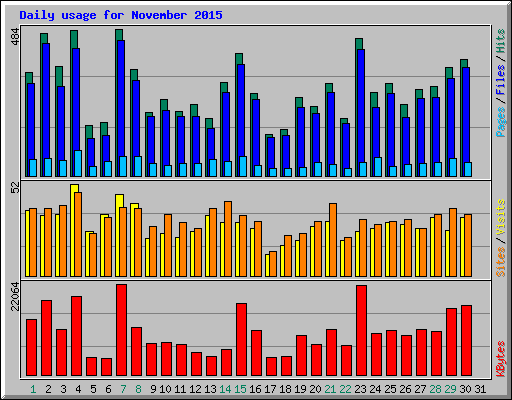 Daily usage for November 2015
484
Pages / Files / Hits
52
Sites / Visits
22064
KBytes
1 2 3 4 5 6 7 8 9 10 11 12 13 14 15 16 17 18 19 20 21 22 23 24 25 26 27 28 29 30 31